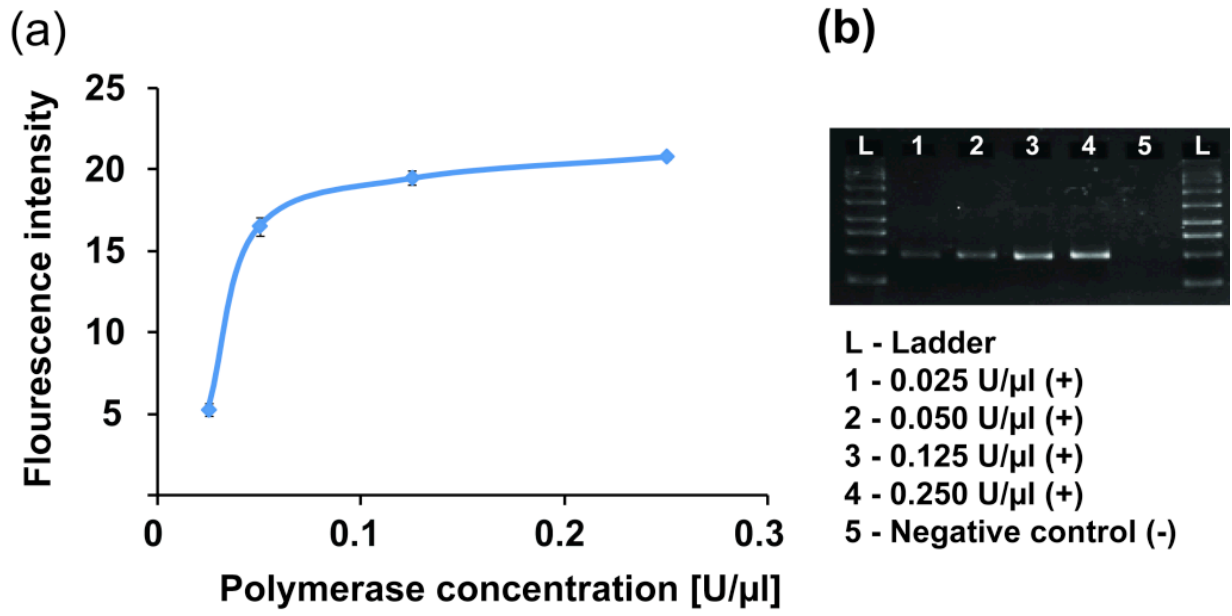 (a)
Flourescence intensity
25
20
15
10
5
0 0.1 0.2 0.3
Polymerase concentration [U/µl]
(b)
L 1 2 3 4 5 L
L - Ladder
1 - 0.025 U/µl (+)
2 - 0.050 U/µl (+)
3 - 0.125 U/µl (+)
4 - 0.250 U/µl (+)
5 - Negative control (-)